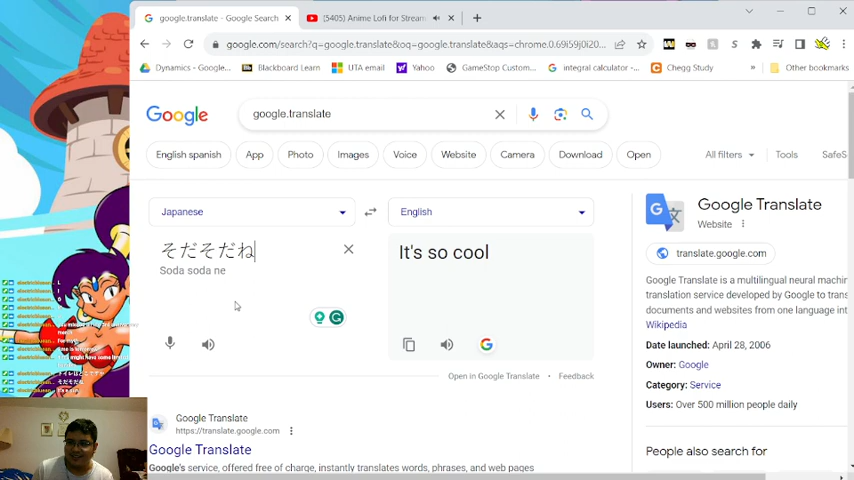 google.translate - Google Search
(5405) Anime Lofi for Stream
google.com/search?q=google.translate&oq=google.translate&aqs=chrome.0.69i59j0i20...
Dynamics - Google...
Blackboard Learn
UTA email
Yahoo
GameStop Custom...
integral calculator -...
Chegg Study
»
Other bookmarks
Google
google.translate
English spanish
App
Photo
Images
Voice
Website
Camera
Download
Open
All filters
Tools
SafeS
Japanese
English
そだそだね
Soda soda ne
It's so cool
Open in Google Translate • Feedback
Google Translate
https://translate.google.com
Google Translate
Google's service, offered free of charge, instantly translates words, phrases, and web pages
Google Translate
Website
translate.google.com
Google Translate is a multilingual neural machin
translation service developed by Google to trans
documents and websites from one language int
Wikipedia
Date launched: April 28, 2006
Owner: Google
Category: Service
Users: Over 500 million people daily
People also search for